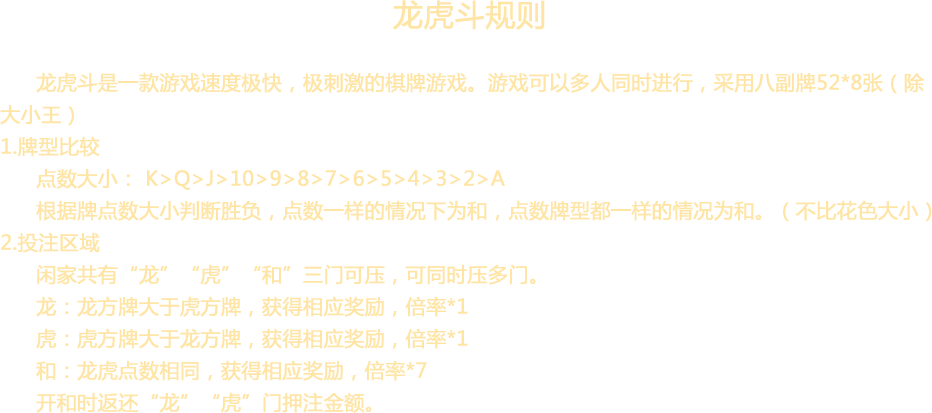 龙虎斗规则
龙虎斗是一款游戏速度极快，极刺激的棋牌游戏。游戏可以多人同时进行，采用八副牌52*8张（除
大小王）
1.牌型比较
点数大小： K>Q>J>10>9>8>7>6>5>4>3>2>A
根据牌点数大小判断胜负，点数一样的情况下为和，点数牌型都一样的情况为和。（不比花色大小）
2.投注区域
闲家共有“龙”“虎”“和”三门可压，可同时压多门。
龙：龙方牌大于虎方牌，获得相应奖励，倍率*1
虎：虎方牌大于龙方牌，获得相应奖励，倍率*1
和：龙虎点数相同，获得相应奖励，倍率*7
开和时返还“龙”“虎”门押注金额。